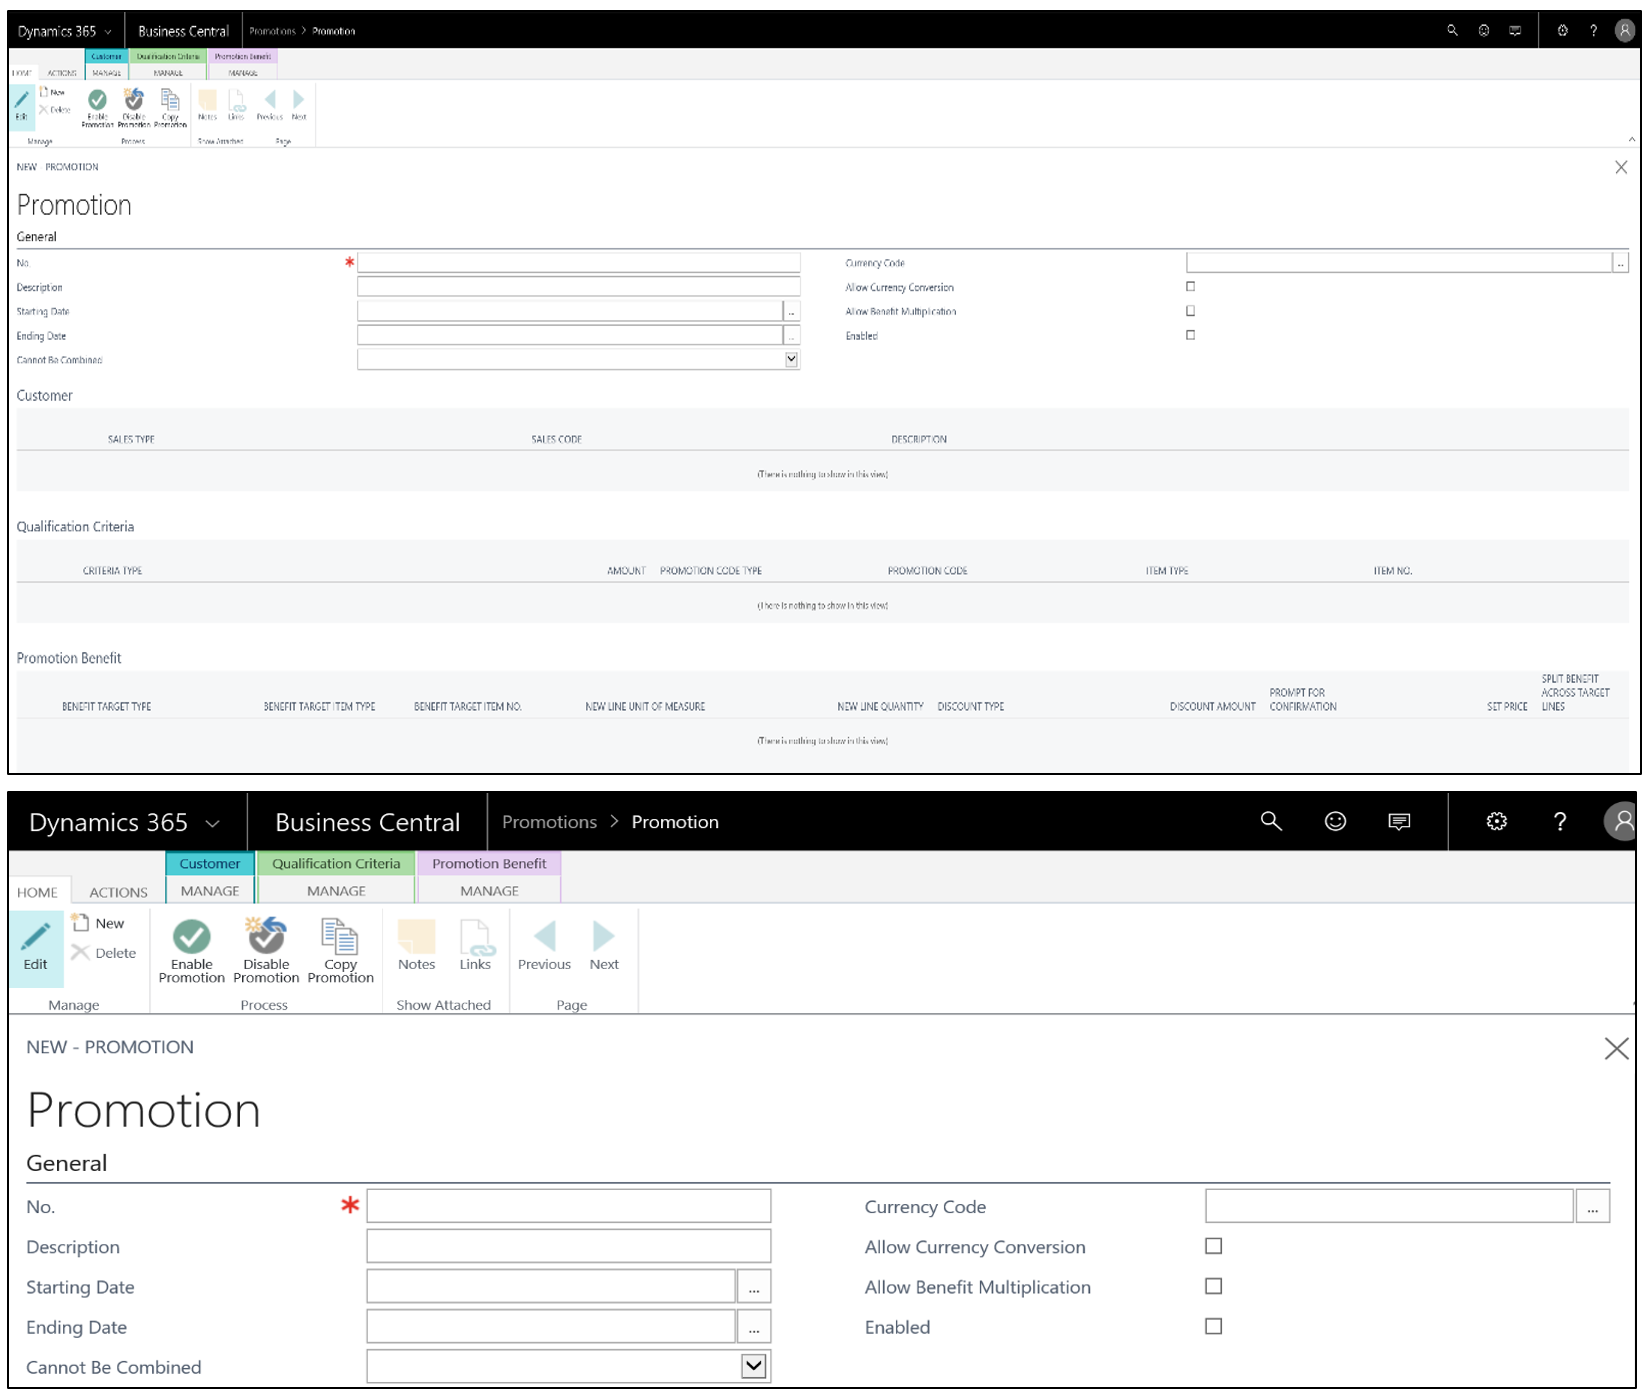 Dynamics 365 Business Central Promotions > Promotion
Customer Qualification Criteria Promotion Benefit
HOME ACTIONS MANAGE MANAGE MANAGE
Edit New Delete Enable Promotion Disable Promotion Copy Promotion Notes Links Previous Next
Manage Process Show Attached Page
NEW - PROMOTION
Promotion
General
No. * Currency Code ...
Description Allow Currency Conversion
Starting Date ... Allow Benefit Multiplication
Ending Date ... Enabled
Cannot Be Combined
Customer
SALES TYPE SALES CODE DESCRIPTION
(There is nothing to show in this view)
Qualification Criteria
CRITERIA TYPE AMOUNT PROMOTION CODE TYPE PROMOTION CODE ITEM TYPE ITEM NO.
(There is nothing to show in this view)
Promotion Benefit
BENEFIT TARGET TYPE BENEFIT TARGET ITEM TYPE BENEFIT TARGET ITEM NO. NEW LINE UNIT OF MEASURE NEW LINE QUANTITY DISCOUNT TYPE DISCOUNT AMOUNT PROMPT FOR CONFIRMATION SET PRICE SPLIT BENEFIT ACROSS TARGET LINES
(There is nothing to show in this view)
Dynamics 365 Business Central Promotions > Promotion ?
Customer Qualification Criteria Promotion Benefit
HOME ACTIONS MANAGE MANAGE MANAGE
New
Delete
Edit Enable Disable Copy Notes Links Previous Next
Promotion Promotion Promotion
Manage Process Show Attached Page
NEW - PROMOTION
Promotion
General
No. * Currency Code ...
Description Allow Currency Conversion
Starting Date ... Allow Benefit Multiplication
Ending Date ... Enabled
Cannot Be Combined